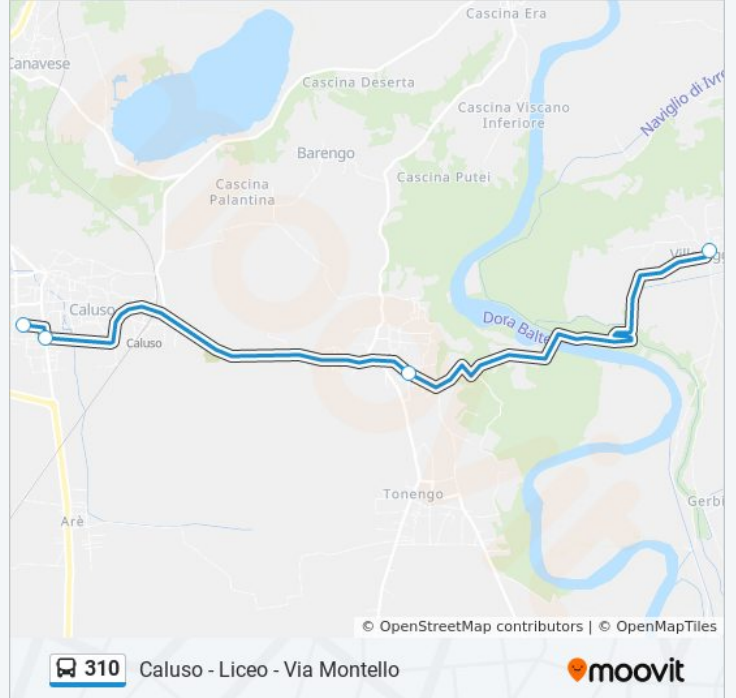 Cascina Era
Canavese
Cascina Deserta
Naviglio di Ivre
Cascina Viscano
Inferiore
Barengo
Cascina Putei
Cascina
Palantina
Caluso
Dora Balte
Caluso
Tonengo
Gerbi
Arè
© OpenStreetMap contributors | © OpenMapTiles
310 Caluso - Liceo - Via Montello
moovit